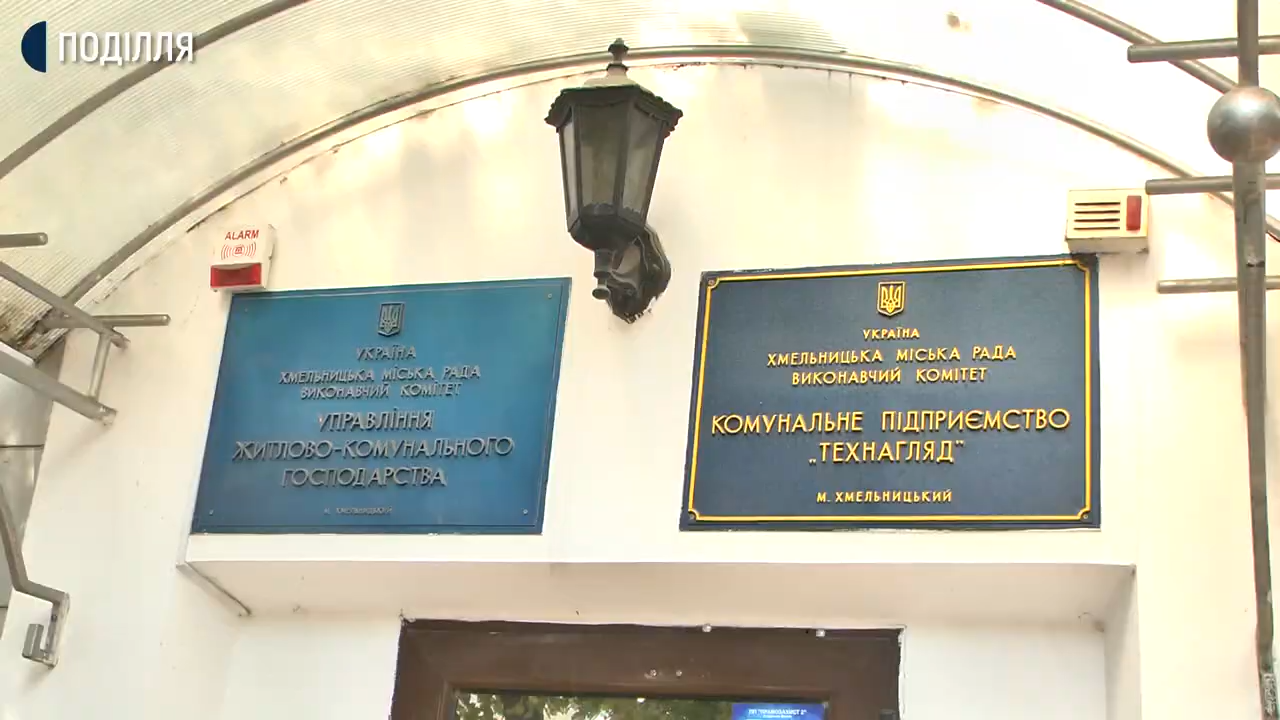 ПОДІЛЛЯ
ALARM
УКРАЇНА
ХМЕЛЬНИЦЬКА МІСЬКА РАДА
ВИКОНАВЧИЙ КОМІТЕТ
УПРАВЛІННЯ
ЖИТЛОВО-КОМУНАЛЬНОГО
ГОСПОДАРСТВА
М. ХМЕЛЬНИЦЬКИЙ
УКРАЇНА
ХМЕЛЬНИЦЬКА МІСЬКА РАДА
ВИКОНАВЧИЙ КОМІТЕТ
КОМУНАЛЬНЕ ПІДПРИЄМСТВО
„ТЕХНАГЛЯД"
М. ХМЕЛЬНИЦЬКИЙ